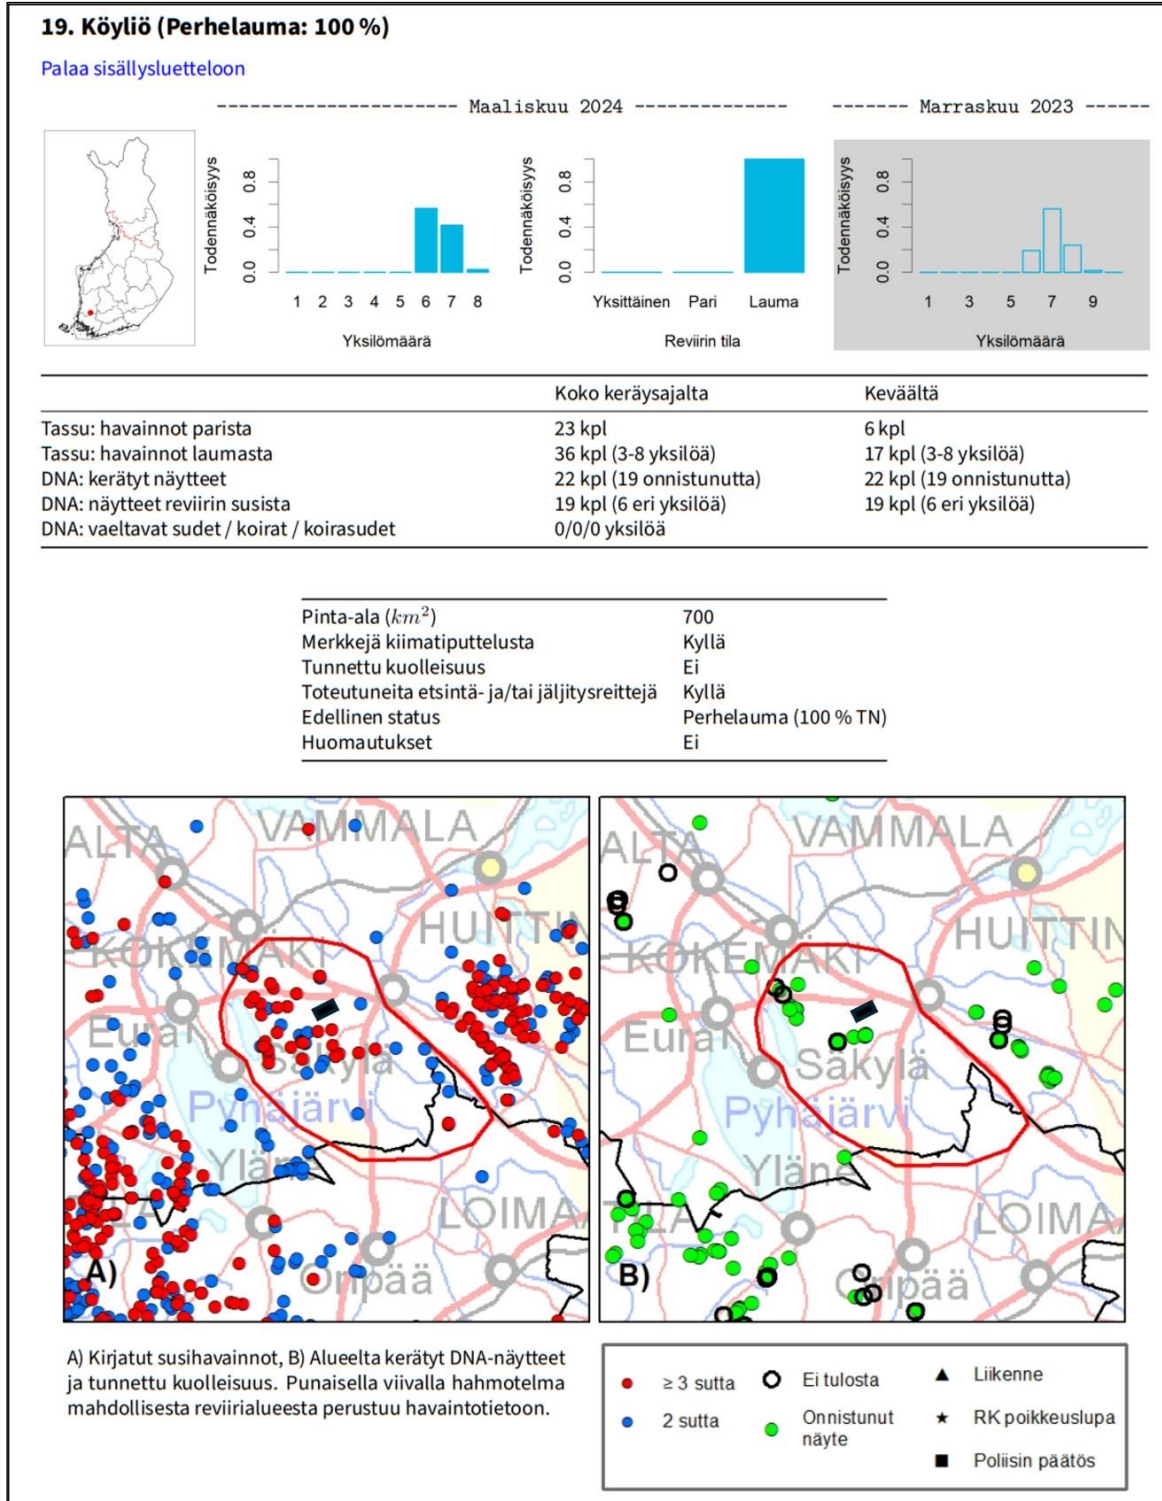 19. Köyliö (Perhelauma: 100 %)
Palaa sisällysluetteloon
Maaliskuu 2024
Marraskuu 2023
Todennäköisyys
0.0 0.4 0.8
1 2 3 4 5 6 7 8
Yksilömäärä
Todennäköisyys
0.0 0.4 0.8
Yksittäinen Pari Lauma
Reviirin tila
Todennäköisyys
0.0 0.4 0.8
1 3 5 7 9
Yksilömäärä
Koko keräysajalta Keväältä
Tassu: havainnot parista 23 kpl 6 kpl
Tassu: havainnot laumasta 36 kpl (3-8 yksilöä) 17 kpl (3-8 yksilöä)
DNA: kerätyt näytteet 22 kpl (19 onnistunutta) 22 kpl (19 onnistunutta)
DNA: näytteet reviirin susista 19 kpl (6 eri yksilöä) 19 kpl (6 eri yksilöä)
DNA: vaeltavat sudet / koirat / koirasudet 0/0/0 yksilöä
Pinta-ala (km²) 700
Merkkejä kiimatiputtelusta Kyllä
Tunnettu kuolleisuus Ei
Toteutuneita etsintä- ja/tai jäljitysreittejä Kyllä
Edellinen status Perhelauma (100 % TN)
Huomautukset Ei
VAMMALA
ALTA
HUITTIN
KOKEMÄKI
Eura
Säkylä
Pyhäjärvi
Yläne
LOIMAA
Oripää
A)
VAMMALA
ALTA
HUITTIN
KOKEMÄKI
Eura
Säkylä
Pyhäjärvi
Yläne
LOIMAA
Oripää
B)
A) Kirjatut susihavainnot, B) Alueelta kerätyt DNA-näytteet
ja tunnettu kuolleisuus. Punaisella viivalla hahmotelma
mahdollisesta reviirialueesta perustuu havaintotietoon.
≥ 3 sutta
2 sutta
Ei tulosta
Onnistunut
näyte
Liikenne
RK poikkeuslupa
Poliisin päätös